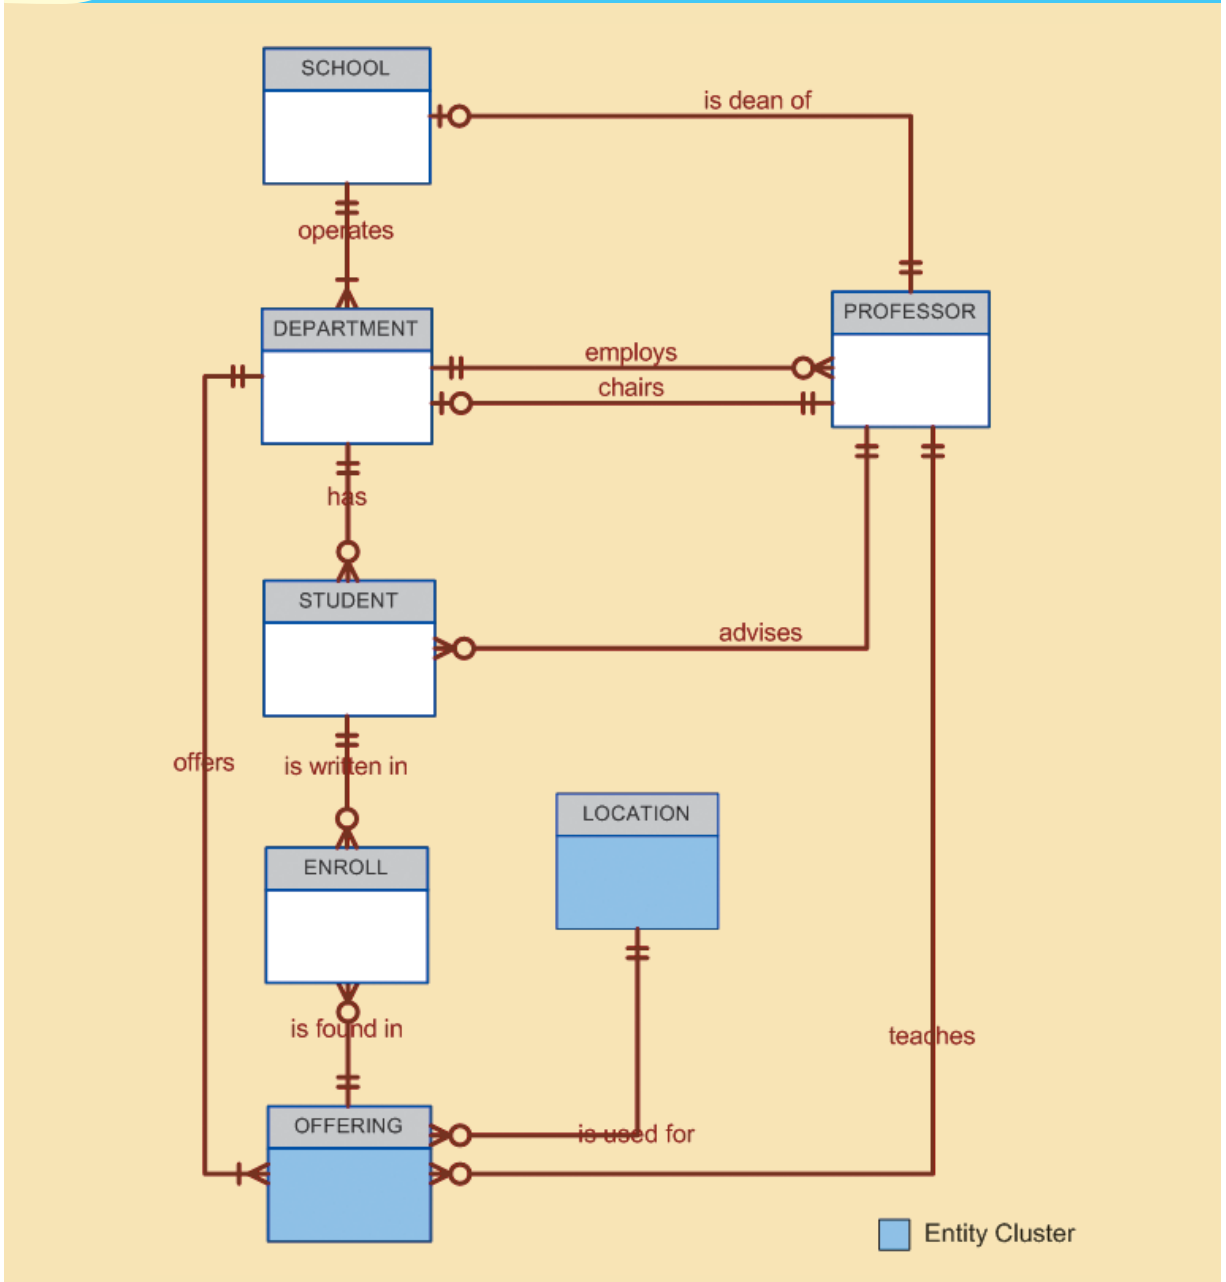 SCHOOL
is dean of
operates
PROFESSOR
DEPARTMENT
employs
chairs
has
STUDENT
advises
offers
is written in
LOCATION
ENROLL
is found in
teaches
OFFERING
is used for
Entity Cluster